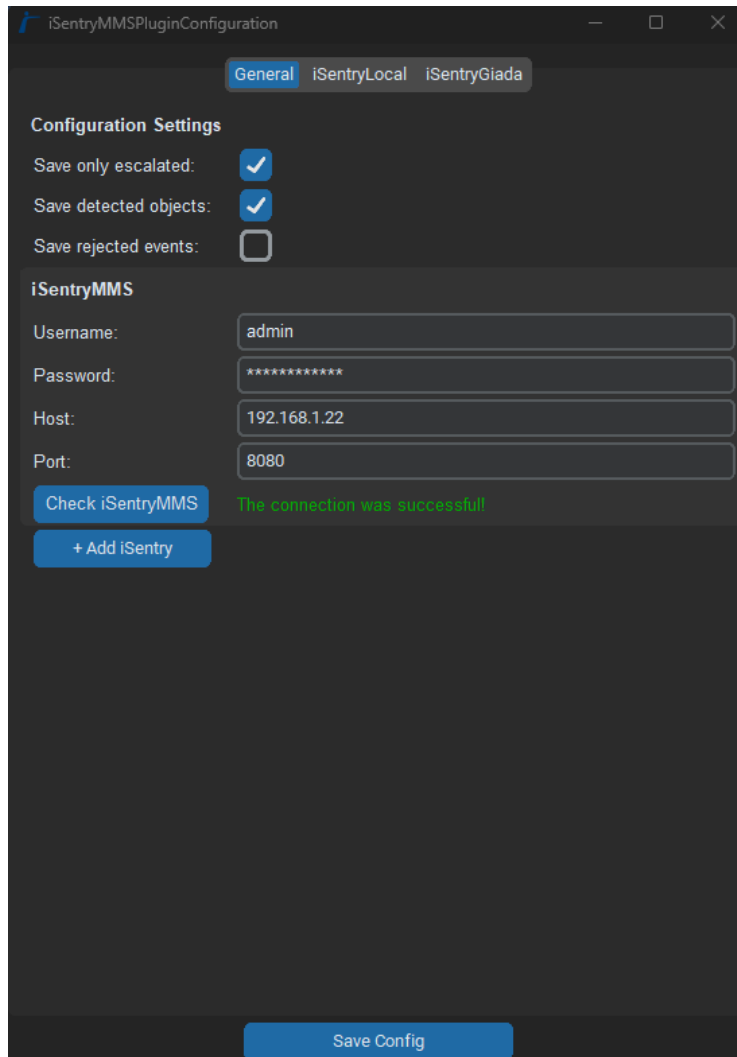 iSentryMMSPluginConfiguration
General iSentryLocal iSentryGiada
Configuration Settings
Save only escalated:
Save detected objects:
Save rejected events:
iSentryMMS
Username: admin
Password: ************
Host: 192.168.1.22
Port: 8080
Check iSentryMMS The connection was successful!
+ Add iSentry
Save Config